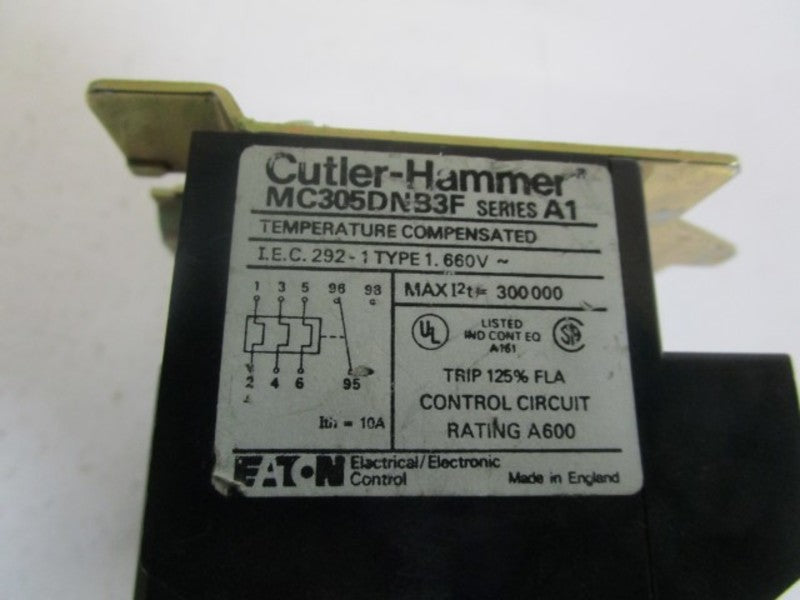 Cutler-Hammer®
MC305DNB3F SERIES A1
TEMPERATURE COMPENSATED
I.E.C. 292-1 TYPE 1. 660V ~
1 3 5 96 98
MAX I²t= 300 000
UL LISTED
IND CONT EQ
A161
SA
2 4 6 95
TRIP 125% FLA
CONTROL CIRCUIT
RATING A600
Ith = 10A
EATON Electrical/Electronic
Control
Made in England